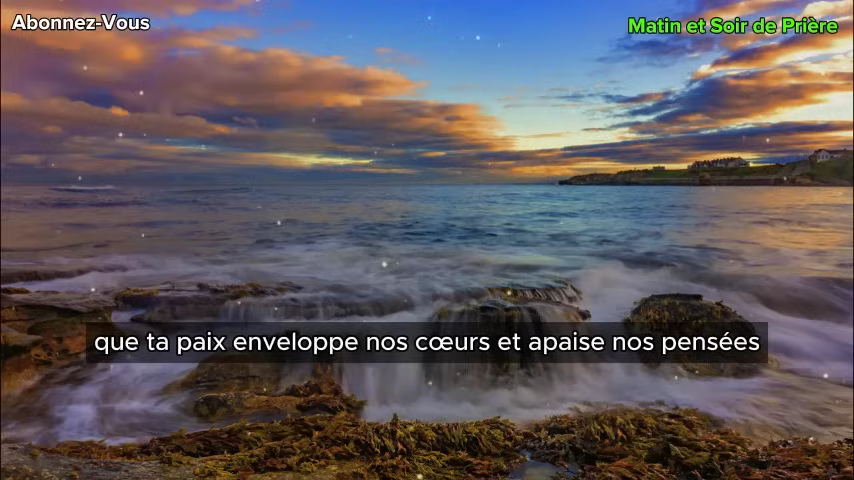 Abonnez-Vous
Matin et Soir de Prière
que ta paix enveloppe nos cœurs et apaise nos pensées